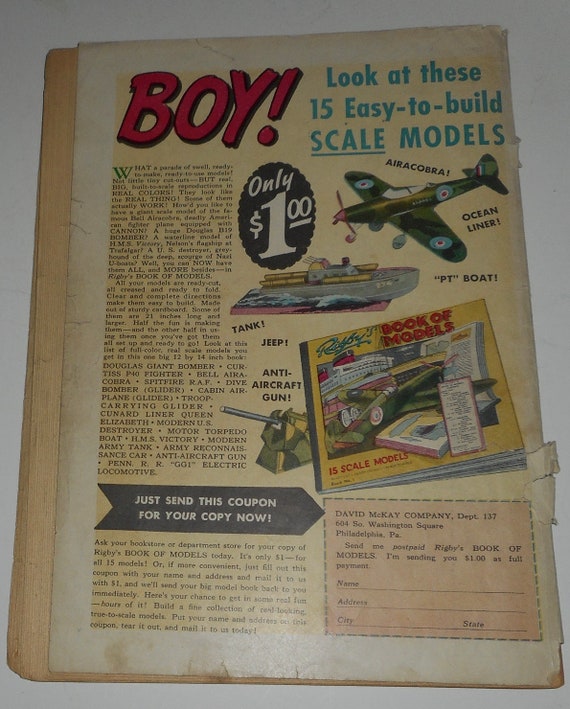 BOY!
Look at these
15 Easy-to-build
SCALE MODELS
WHAT a parade of swell, ready-
to-make, ready-to-use models!
Not little tiny cut-outs—BUT real,
BIG, built-to-scale reproductions in
REAL COLORS! They look like
the REAL THING! Some of them
actually WORK! How'd you like to
have a giant scale model of the fa-
mous Bell Airacobra, deadly Ameri-
can fighter plane equipped with
CANNON? A huge Douglas B19
BOMBER? A waterline model of
H.M.S. Victory, Nelson's flagship at
Trafalgar? A U. S. destroyer, grey-
hound of the deep, scourge of Nazi
U-boats? Well, you can NOW have
them ALL, and MORE besides—in
Rigby's BOOK OF MODELS.
All your models are ready-cut,
all creased and ready to fold.
Clear and complete directions
make them easy to build. Made
out of sturdy cardboard. Some of
them are 21 inches long and
larger. Half the fun is making
them—and the other half in us-
ing them once you've got them
all set up and ready to go! Look at this
list of full-color, real scale models you
get in this one big 12 by 14 inch book:
DOUGLAS GIANT BOMBER • CUR-
TISS P40 FIGHTER • BELL AIRA-
COBRA • SPITFIRE R.A.F. • DIVE
BOMBER (GLIDER) • CABIN AIR-
PLANE (GLIDER) • TROOP-
CARRYING GLIDER •
CUNARD LINER QUEEN
ELIZABETH • MODERN U.S.
DESTROYER • MOTOR TORPEDO
BOAT • H.M.S. VICTORY • MODERN
ARMY TANK • ARMY RECONNAIS-
SANCE CAR • ANTI-AIRCRAFT GUN
• PENN. R. R. "GG1" ELECTRIC
LOCOMOTIVE.
Only
$1.00
AIRACOBRA!
OCEAN
LINER!
"PT" BOAT!
TANK!
JEEP!
ANTI-
AIRCRAFT
GUN!
Rigby's
BOOK OF
MODELS
15 SCALE MODELS
JUST SEND THIS COUPON
FOR YOUR COPY NOW!
Ask your bookstore or department store for your copy of
Rigby's BOOK OF MODELS today. It's only $1—for
all 15 models! Or, if more convenient, just fill out this
coupon with your name and address and mail it to us
with $1, and we'll send your big model book back to you
immediately. Here's your chance to get in some real fun
—hours of it! Build a fine collection of real-looking,
true-to-scale models. Put your name and address on this
coupon, tear it out, and mail it to us today!
DAVID McKAY COMPANY, Dept. 137
604 So. Washington Square
Philadelphia, Pa.
Send me postpaid Rigby's BOOK OF
MODELS. I'm sending you $1.00 as full
payment.
Name
Address
City State